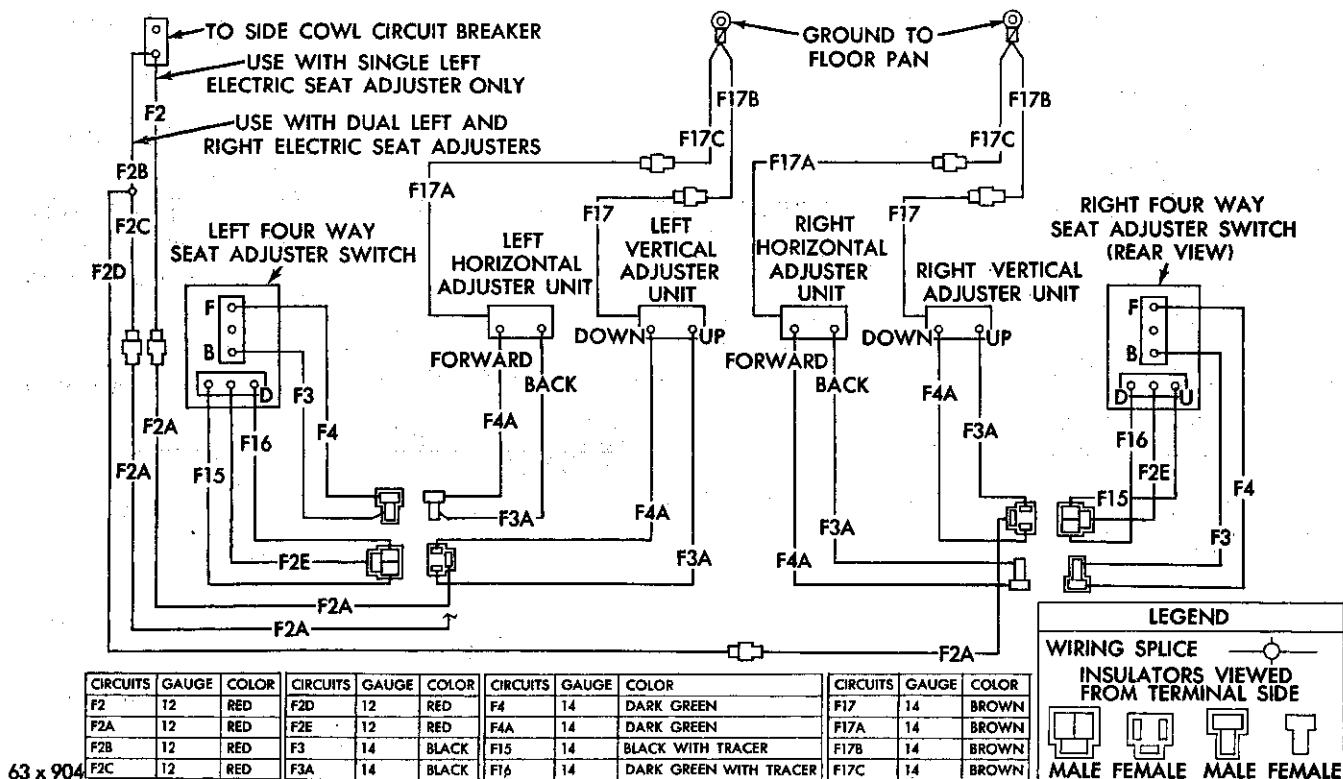 TO SIDE COWL CIRCUIT BREAKER
USE WITH SINGLE LEFT
ELECTRIC SEAT ADJUSTER ONLY
F2
USE WITH DUAL LEFT AND
RIGHT ELECTRIC SEAT ADJUSTERS
F2B
F2C
F2D
GROUND TO
FLOOR PAN
F17B
F17C
F17A
F17
F17B
F17C
F17A
F17
LEFT FOUR WAY
SEAT ADJUSTER SWITCH
LEFT
HORIZONTAL
ADJUSTER UNIT
LEFT
VERTICAL
ADJUSTER
UNIT
RIGHT
HORIZONTAL
ADJUSTER
UNIT
RIGHT VERTICAL
ADJUSTER UNIT
RIGHT FOUR WAY
SEAT ADJUSTER SWITCH
(REAR VIEW)
F
B
D
FORWARD
BACK
DOWN
UP
FORWARD
BACK
DOWN
UP
F
B
D
U
F2A
F2A
F15
F16
F3
F4
F4A
F3A
F4A
F3A
F2E
F2A
F2A
F4A
F3A
F4A
F3A
F16
F2E
F15
F4
F3
F2A
LEGEND
WIRING SPLICE
INSULATORS VIEWED
FROM TERMINAL SIDE
MALE FEMALE MALE FEMALE
CIRCUITS GAUGE COLOR CIRCUITS GAUGE COLOR CIRCUITS GAUGE COLOR CIRCUITS GAUGE COLOR
F2 12 RED F2D 12 RED F4 14 DARK GREEN F17 14 BROWN
F2A 12 RED F2E 12 RED F4A 14 DARK GREEN F17A 14 BROWN
F2B 12 RED F3 14 BLACK F15 14 BLACK WITH TRACER F17B 14 BROWN
F2C 12 RED F3A 14 BLACK F16 14 DARK GREEN WITH TRACER F17C 14 BROWN
63 x 904